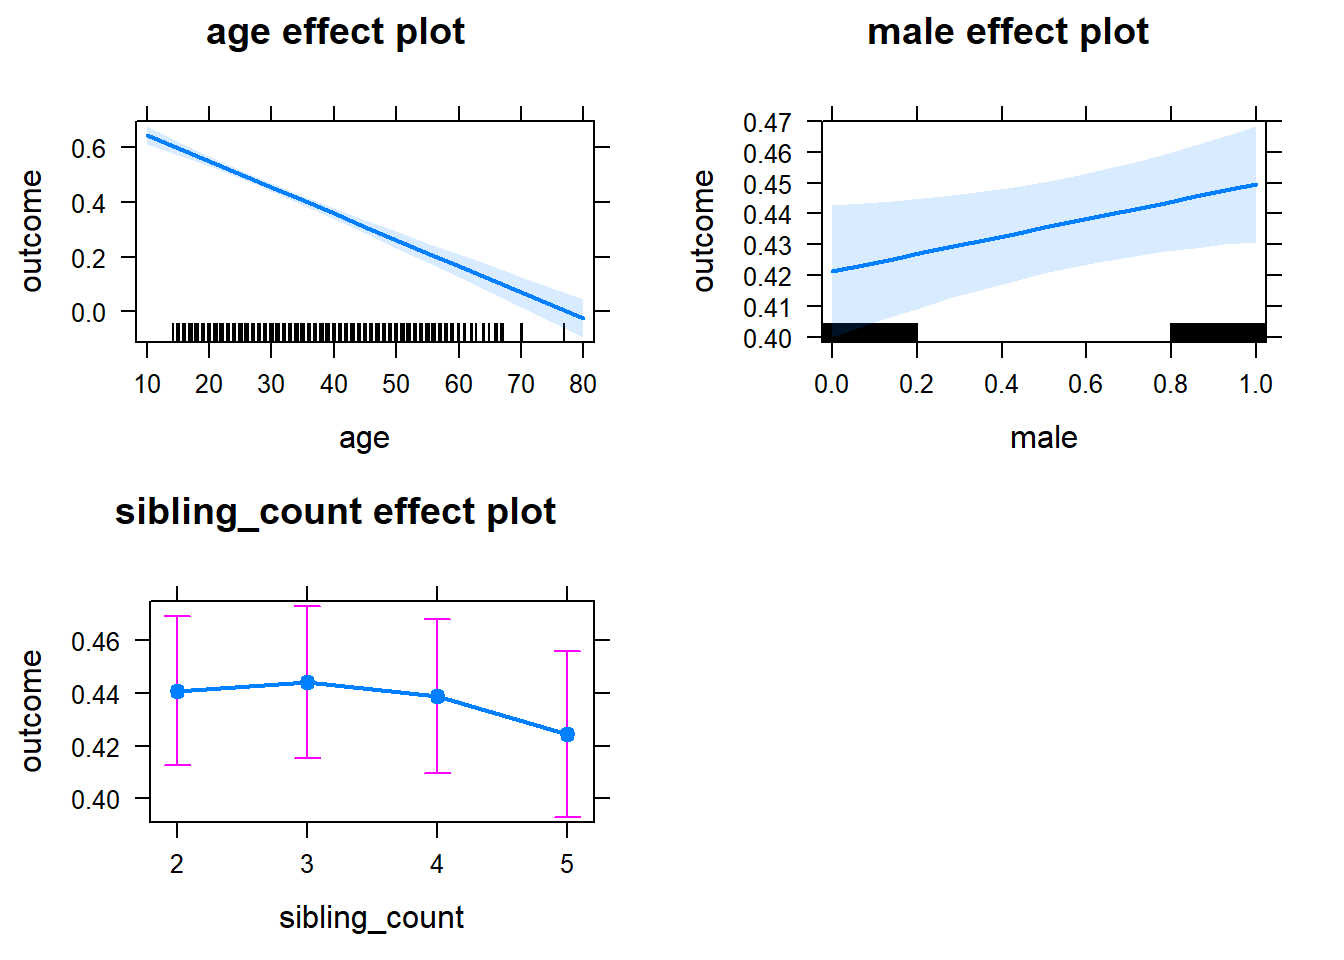 age effect plot
outcome
0.6
0.4
0.2
0.0
10 20 30 40 50 60 70 80
age
male effect plot
outcome
0.47
0.46
0.45
0.44
0.43
0.42
0.41
0.40
0.0 0.2 0.4 0.6 0.8 1.0
male
sibling_count effect plot
outcome
0.46
0.44
0.42
0.40
2 3 4 5
sibling_count